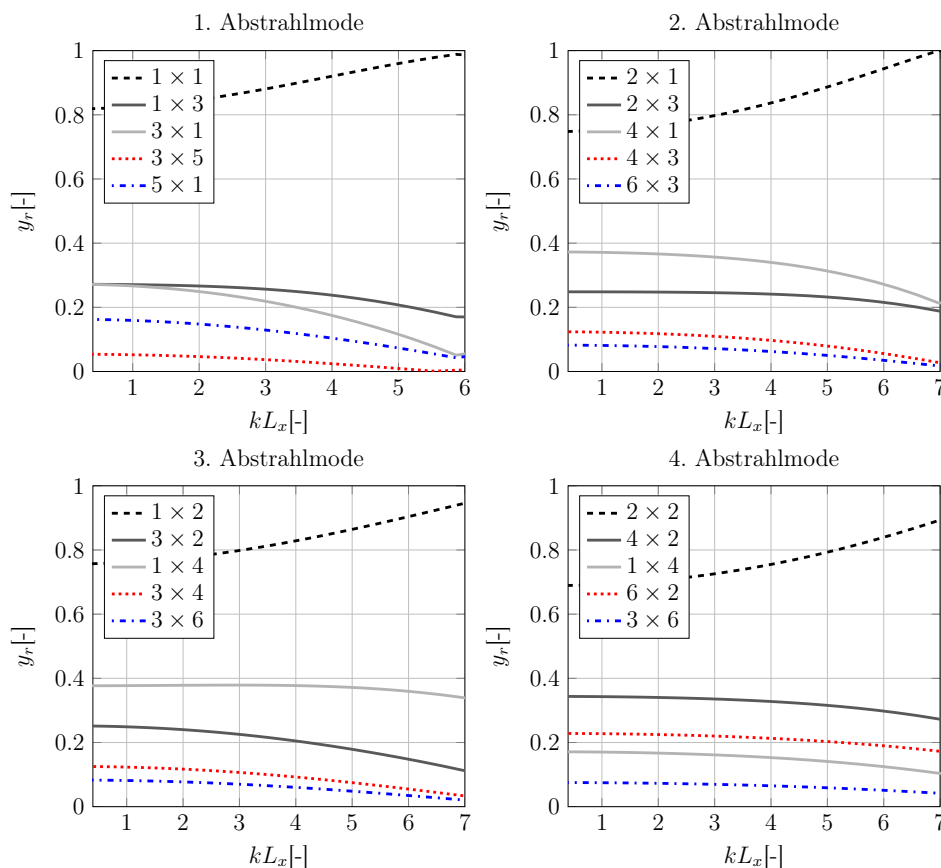 1. Abstrahlmode
1
0.8
0.6
0.4
0.2
0
y_r[-]
1 × 1
1 × 3
3 × 1
3 × 5
5 × 1
1 2 3 4 5 6
kL_x[-]
2. Abstrahlmode
1
0.8
0.6
0.4
0.2
0
y_r[-]
2 × 1
2 × 3
4 × 1
4 × 3
6 × 3
1 2 3 4 5 6 7
kL_x[-]
3. Abstrahlmode
1
0.8
0.6
0.4
0.2
0
y_r[-]
1 × 2
3 × 2
1 × 4
3 × 4
3 × 6
1 2 3 4 5 6 7
kL_x[-]
4. Abstrahlmode
1
0.8
0.6
0.4
0.2
0
y_r[-]
2 × 2
4 × 2
1 × 4
6 × 2
3 × 6
1 2 3 4 5 6 7
kL_x[-]